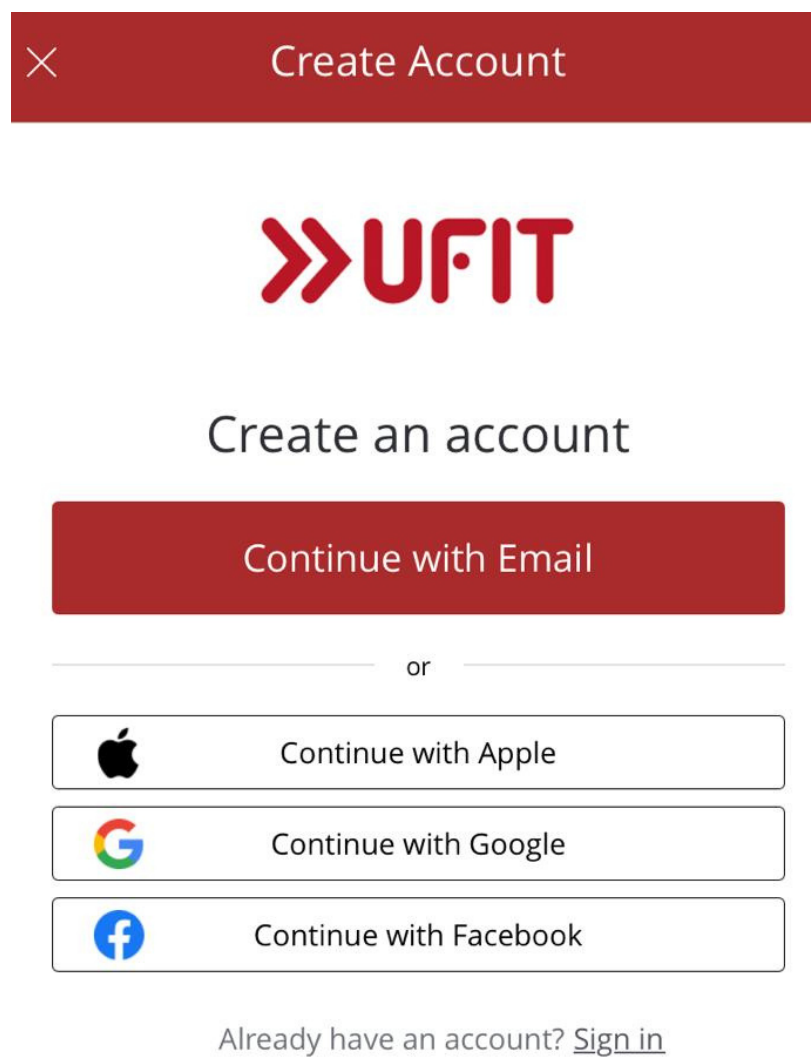 Create Account
UFIT
Create an account
Continue with Email
or
Continue with Apple
Continue with Google
Continue with Facebook
Already have an account? Sign in